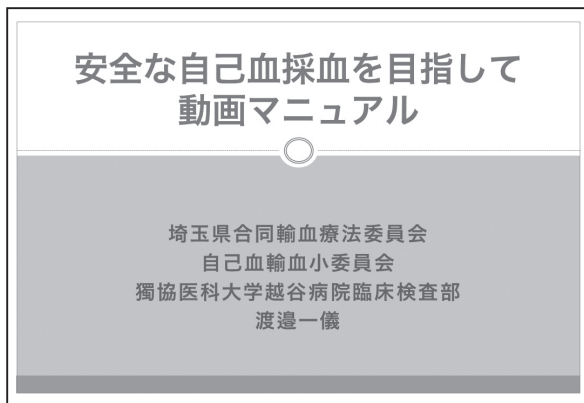 安全な自己血採血を目指して
動画マニュアル
埼玉県合同輸血療法委員会
自己血輸血小委員会
獨協医科大学越谷病院臨床検査部
渡邉一儀